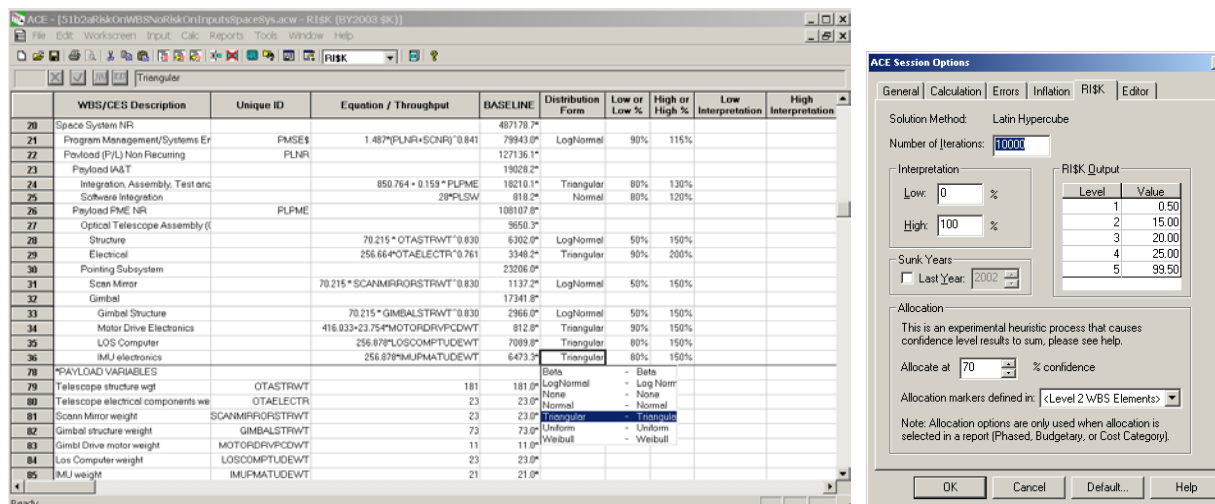 ACE - [51b2aRiskOnWBSNoRiskOnInputsSpaceSys.acw - RI$K (BY2003 $K)]
File Edit Workscreen Input Calc Reports Tools Window Help
RI$K
Triangular
WBS/CES Description Unique ID Equation / Throughput BASELINE Distribution Form Low or Low % High or High % Low Interpretation High Interpretation
20 Space System NR 487178.7*
21 Program Management/Systems Er PMSE$ 1.487*(PLNR+SCNR)^0.841 79943.0* LogNormal 90% 115%
22 Payload (P/L) Non Recurring PLNR 127136.1*
23 Payload IA&T 19028.2*
24 Integration, Assembly, Test and 850.764 + 0.159 * PLPME 18210.1* Triangular 80% 130%
25 Software Integration 28*PLSW 818.2* Normal 80% 120%
26 Payload PME NR PLPME 108107.8*
27 Optical Telescope Assembly (O 9650.3*
28 Structure 70.215 * OTASTRWT^0.830 6302.0* LogNormal 50% 150%
29 Electrical 256.664*OTAELECTR^0.761 3348.2* Triangular 90% 200%
30 Pointing Subsystem 23206.0*
31 Scan Mirror 70.215 * SCANMIRRORSTRWT^0.830 1137.2* LogNormal 50% 150%
32 Gimbal 17341.8*
33 Gimbal Structure 70.215 * GIMBALSTRWT^0.830 2966.0* LogNormal 50% 150%
34 Motor Drive Electronics 416.033+23.754*MOTORDRVPCDWT 812.8* Triangular 90% 150%
35 LOS Computer 256.878*LOSCOMPTUDEWT 7089.8* Triangular 80% 150%
36 IMU electronics 256.878*IMUPMATUDEWT 6473.3* Triangular 80% 150%
78 *PAYLOAD VARIABLES
79 Telescope structure wgt OTASTRWT 181 181.0*
80 Telescope electrical components we OTAELECTR 23 23.0*
81 Scann Mirror weight SCANMIRRORSTRWT 23 23.0*
82 Gimbal structure weight GIMBALSTRWT 73 73.0*
83 Gimbl Drive motor weight MOTORDRVPCDWT 11 11.0*
84 Los Computer weight LOSCOMPTUDEWT 23 23.0*
85 IMU weight IMUPMATUDEWT 21 21.0*
Beta - Beta
LogNormal - Log Norm
None - None
Normal - Normal
Triangular - Triangula
Uniform - Uniform
Weibull - Weibull
Ready
ACE Session Options
General Calculation Errors Inflation RI$K Editor
Solution Method: Latin Hypercube
Number of Iterations: 10000
Interpretation
Low: 0 %
High: 100 %
Sunk Years
Last Year: 2002
RI$K Output
Level Value
1 0.50
2 15.00
3 20.00
4 25.00
5 99.50
Allocation
This is an experimental heuristic process that causes
confidence level results to sum, please see help.
Allocate at 70 % confidence
Allocation markers defined in: <Level 2 WBS Elements>
Note: Allocation options are only used when allocation is
selected in a report (Phased, Budgetary, or Cost Category).
OK Cancel Default... Help